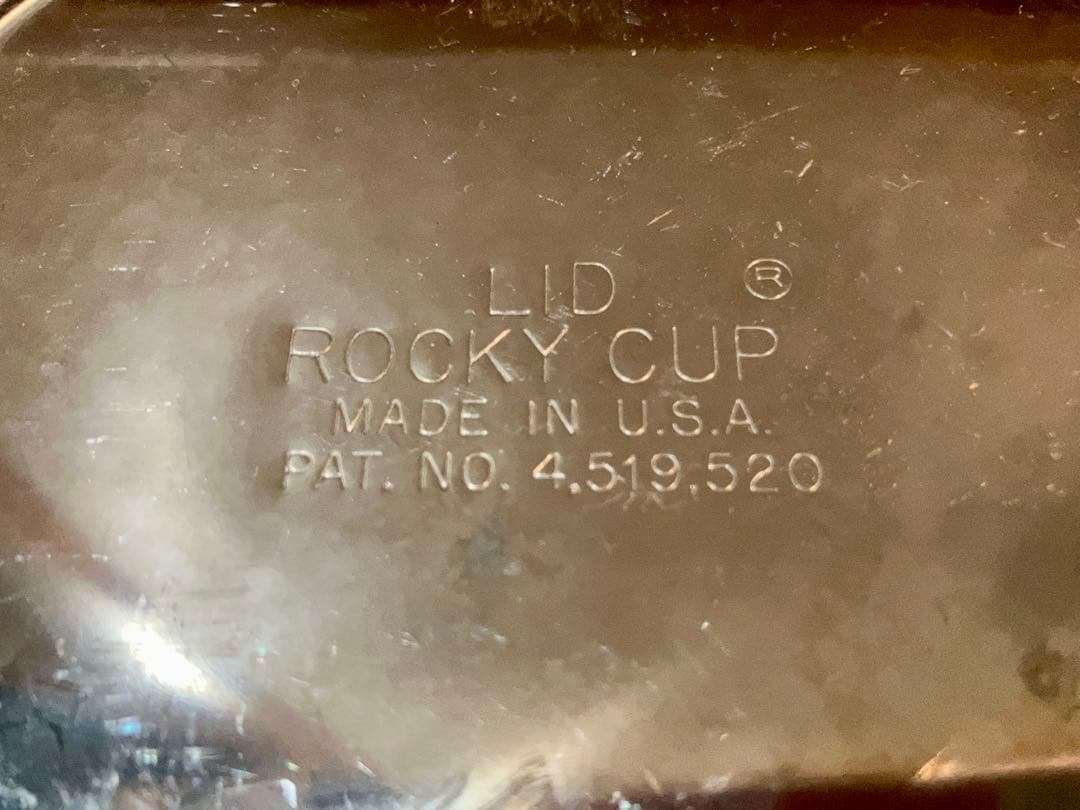 LID ®
ROCKY CUP
MADE IN U.S.A.
PAT. NO. 4,519,520